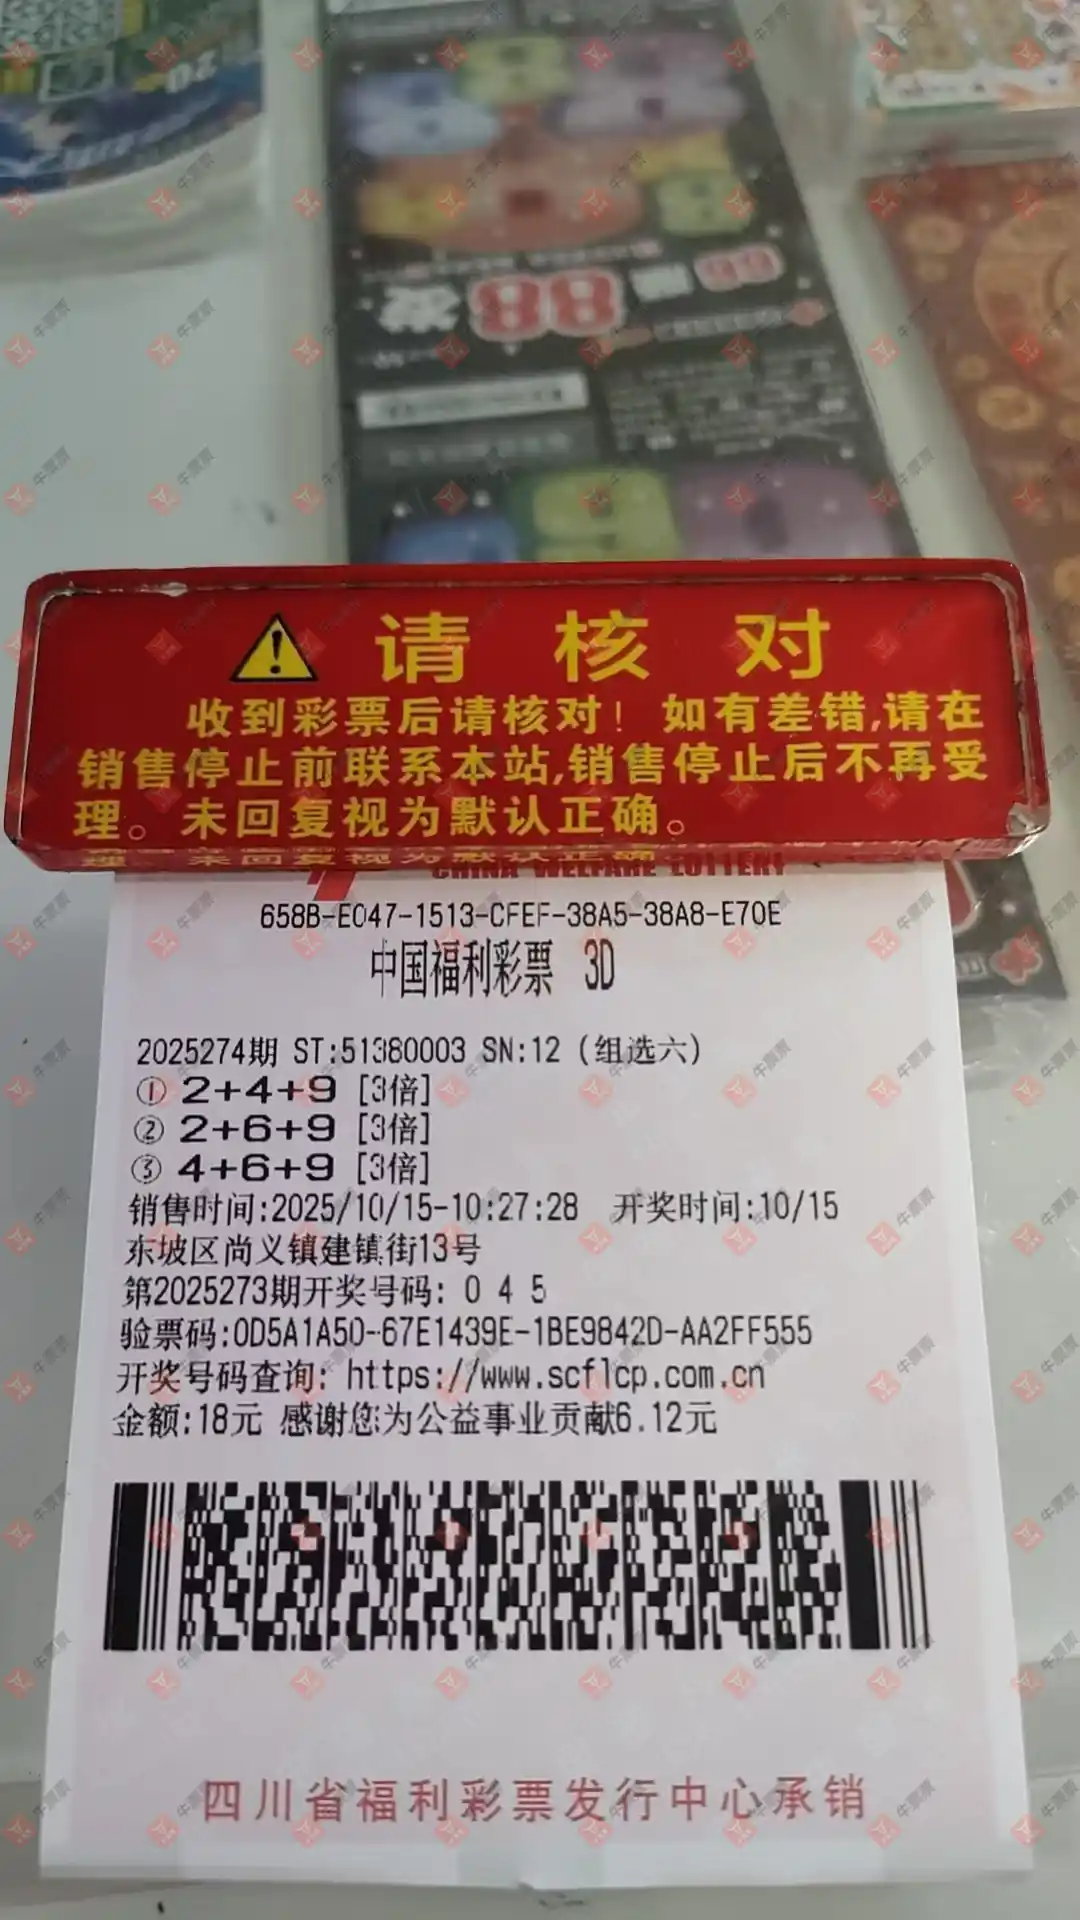 88
请核对
收到彩票后请核对！如有差错,请在
销售停止前联系本站,销售停止后不再受
理。未回复视为默认正确。
CHINA WELFARE LOTTERY
658B-E047-1513-CFEF-38A5-38A8-E70E
中国福利彩票 3D
2025274期 ST:51380003 SN:12 (组选六)
① 2+4+9 [3倍]
② 2+6+9 [3倍]
③ 4+6+9 [3倍]
销售时间:2025/10/15-10:27:28 开奖时间:10/15
东坡区尚义镇建镇街13号
第2025273期开奖号码: 0 4 5
验票码:0D5A1A50-67E1439E-1BE9842D-AA2FF555
开奖号码查询: https://www.scflcp.com.cn
金额:18元 感谢您为公益事业贡献6.12元
四川省福利彩票发行中心承销